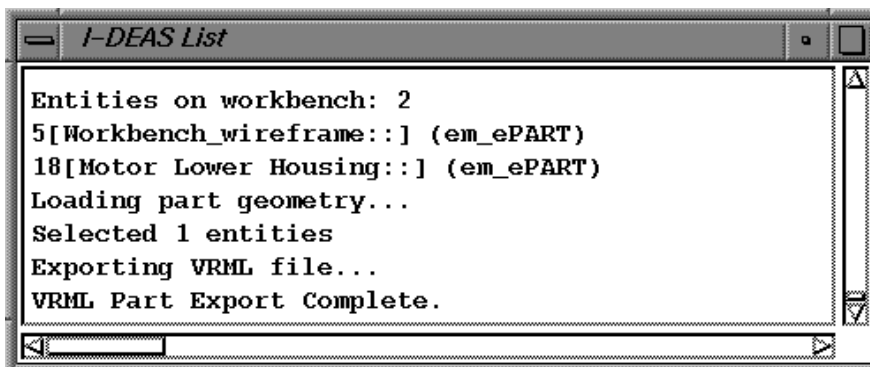 I-DEAS List
Entities on workbench: 2
5[Workbench_wireframe::] (em_ePART)
18[Motor Lower Housing::] (em_ePART)
Loading part geometry...
Selected 1 entities
Exporting VRML file...
VRML Part Export Complete.